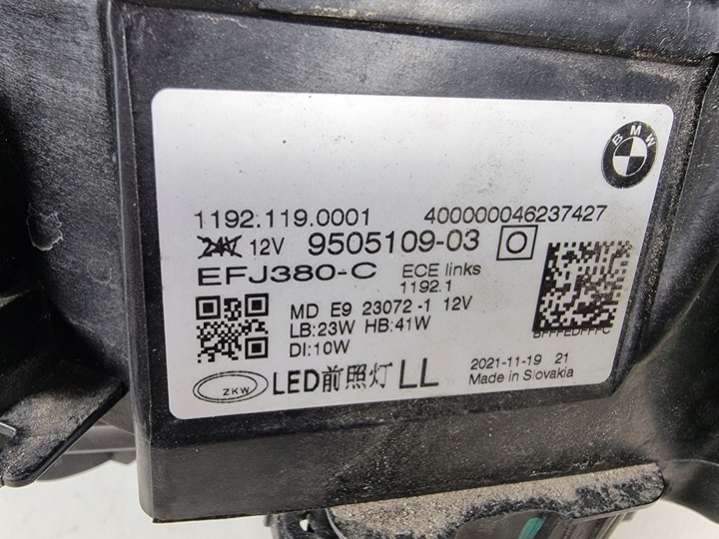 BMW
1192.119.0001 400000046237427
24V 12V 9505109-03 O
EFJ380-C ECE links
1192.1
MD E9 23072-1 12V
LB:23W HB:41W
DI:10W
ZKW LED前照灯 LL
2021-11-19 21
Made in Slovakia